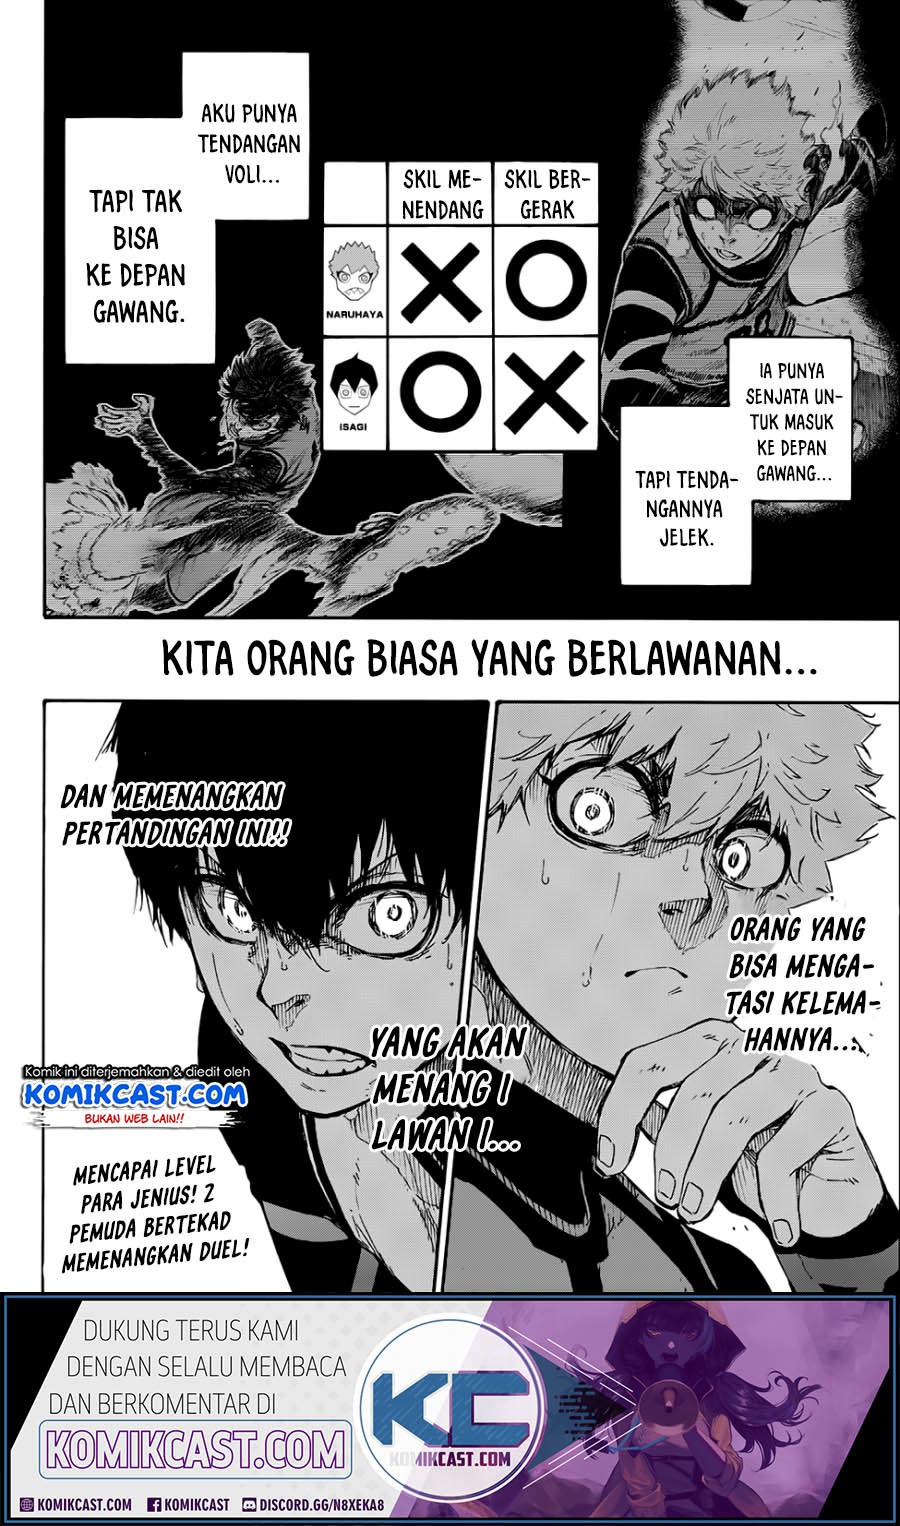 AKU PUNYA
TENDANGAN
VOLI...
TAPI TAK
BISA
KE DEPAN
GAWANG.
SKIL ME-
NENDANG
SKIL BER-
GERAK
NARUHAYA
ISAGI
IA PUNYA
SENJATA UN-
TUK MASUK
KE DEPAN
GAWANG...
TAPI TENDA-
NGANNYA
JELEK.
KITA ORANG BIASA YANG BERLAWANAN...
ORANG YANG
BISA MENGA-
TASI KELEMA-
HANNYA...
YANG AKAN
MENANG 1
LAWAN 1...
DAN MEMENANGKAN
PERTANDINGAN INI!!
Komik ini diterjemahkan & diedit oleh
KOMIKCAST.COM
BUKAN WEB LAIN!!
MENCAPAI LEVEL
PARA JENIUS! 2
PEMUDA BERTEKAD
MEMENANGKAN DUEL!
DUKUNG TERUS KAMI
DENGAN SELALU MEMBACA
DAN BERKOMENTAR DI
KOMIKCAST.COM
KC
KOMIKCAST.COM
KOMIKCAST.COM
KOMIKCAST
DISCORD.GG/N8XEKA8